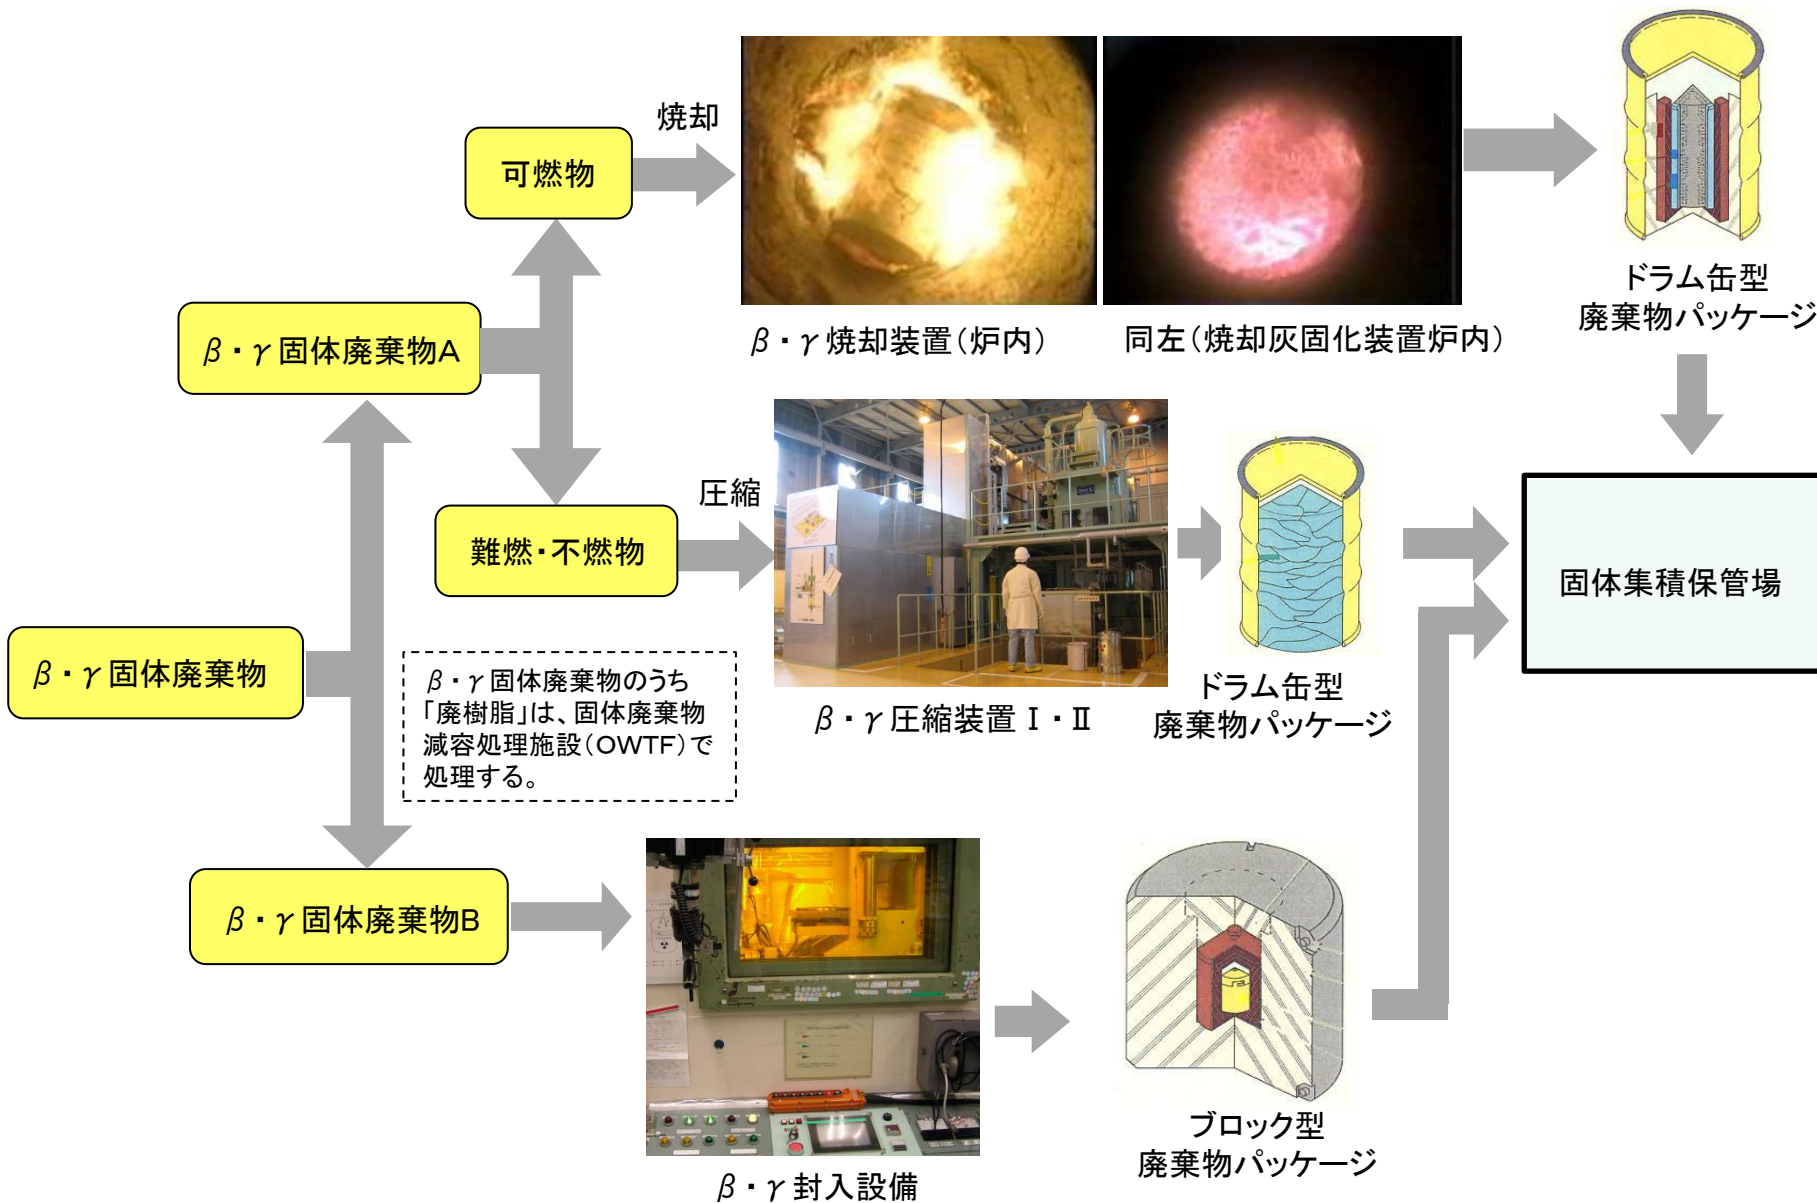 焼却
可燃物
β・γ焼却装置（炉内）
同左（焼却灰固化装置炉内）
ドラム缶型
廃棄物パッケージ
β・γ固体廃棄物A
圧縮
難燃・不燃物
β・γ圧縮装置Ⅰ・Ⅱ
ドラム缶型
廃棄物パッケージ
固体集積保管場
β・γ固体廃棄物
β・γ固体廃棄物のうち
「廃樹脂」は、固体廃棄物
減容処理施設（OWTF）で
処理する。
β・γ固体廃棄物B
β・γ封入設備
ブロック型
廃棄物パッケージ